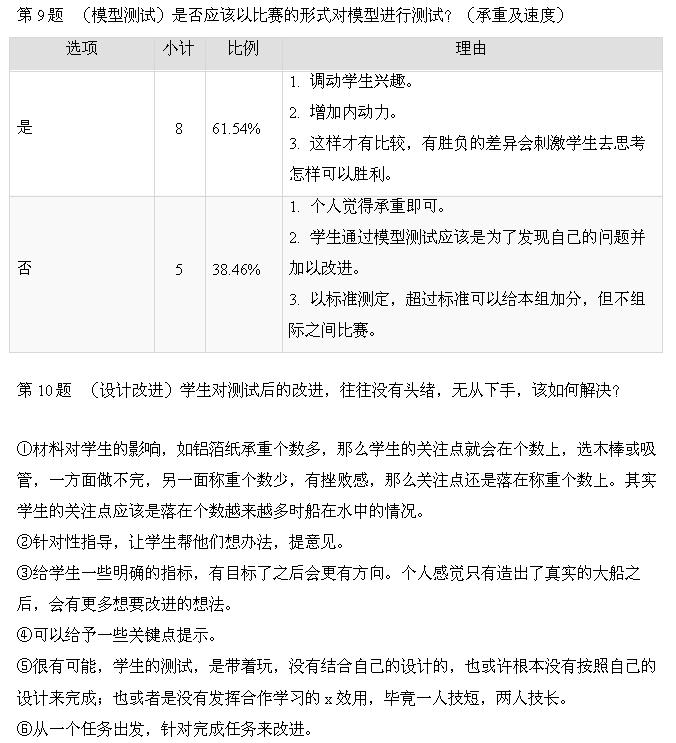 第9题 （模型测试）是否应该以比赛的形式对模型进行测试？（承重及速度）
选项 小计 比例 理由
是 8 61.54%
1. 调动学生兴趣。
2. 增加内动力。
3. 这样才有比较，有胜负的差异会刺激学生去思考
怎样可以胜利。
否 5 38.46%
1. 个人觉得承重即可。
2. 学生通过模型测试应该是为了发现自己的问题并
加以改进。
3. 以标准测定，超过标准可以给本组加分，但不组
际之间比赛。
第10题 （设计改进）学生对测试后的改进，往往没有头绪，无从下手，该如何解决？
①材料对学生的影响，如铝箔纸承重个数多，那么学生的关注点就会在个数上，选木棒或吸
管，一方面做不完，另一面称重个数少，有挫败感，那么关注点还是落在称重个数上。其实
学生的关注点应该是落在个数越来越多时船在水中的情况。
②针对性指导，让学生帮他们想办法，提意见。
③给学生一些明确的指标，有目标了之后会更有方向。个人感觉只有造出了真实的大船之
后，会有更多想要改进的想法。
④可以给予一些关键点提示。
⑤很有可能，学生的测试，是带着玩，没有结合自己的设计的，也或许根本没有按照自己的
设计来完成；也或者是没有发挥合作学习的x效用，毕竟一人技短，两人技长。
⑥从一个任务出发，针对完成任务来改进。